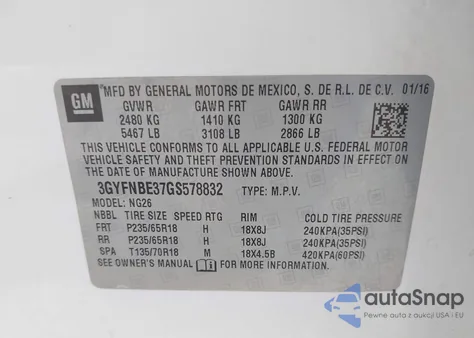 GM
MFD BY GENERAL MOTORS DE MEXICO, S. DE R.L. DE C.V. 01/16
GVWR GAWR FRT GAWR RR
2480 KG 1410 KG 1300 KG
5467 LB 3108 LB 2866 LB
THIS VEHICLE CONFORMS TO ALL APPLICABLE U.S. FEDERAL MOTOR
VEHICLE SAFETY AND THEFT PREVENTION STANDARDS IN EFFECT ON
THE DATE OF MANUFACTURE SHOWN ABOVE.
3GYFNBE37GS578832 TYPE: M.P.V.
MODEL: NG26
NBBL TIRE SIZE SPEED RTG RIM COLD TIRE PRESSURE
FRT P235/65R18 H 18X8J 240KPA(35PSI)
RR P235/65R18 H 18X8J 240KPA(35PSI)
SPA T135/70R18 M 18X4.5B 420KPA(60PSI)
SEE OWNER'S MANUAL FOR MORE INFORMATION
autoSnap
Pewne auta z aukcji USA i EU